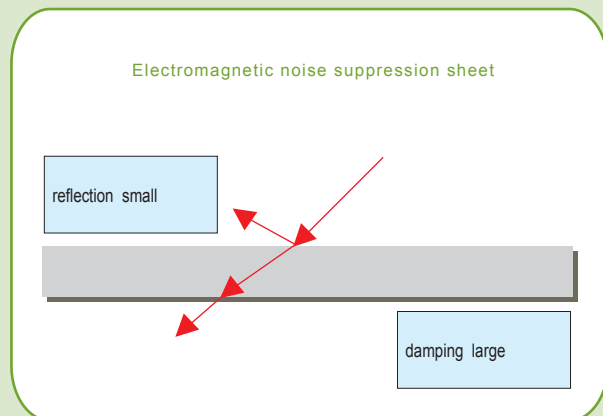 Electromagnetic noise suppression sheet
reflection small
damping large